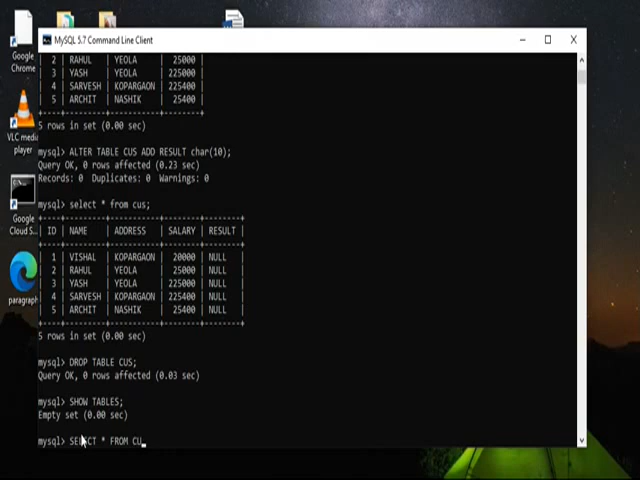 MySQL 5.7 Command Line Client
| 2 | RAHUL | YEOLA | 25000 |
| 3 | YASH | YEOLA | 225000 |
| 4 | SARVESH | KOPARGAON | 225400 |
| 5 | ARCHIT | NASHIK | 25400 |
+----+---------+-----------+--------+
5 rows in set (0.00 sec)
mysql> ALTER TABLE CUS ADD RESULT char(10);
Query OK, 0 rows affected (0.23 sec)
Records: 0 Duplicates: 0 Warnings: 0
mysql> select * from cus;
+----+---------+-----------+--------+--------+
| ID | NAME | ADDRESS | SALARY | RESULT |
+----+---------+-----------+--------+--------+
| 1 | VISHAL | KOPARGAON | 20000 | NULL |
| 2 | RAHUL | YEOLA | 25000 | NULL |
| 3 | YASH | YEOLA | 225000 | NULL |
| 4 | SARVESH | KOPARGAON | 225400 | NULL |
| 5 | ARCHIT | NASHIK | 25400 | NULL |
+----+---------+-----------+--------+--------+
5 rows in set (0.00 sec)
mysql> DROP TABLE CUS;
Query OK, 0 rows affected (0.03 sec)
mysql> SHOW TABLES;
Empty set (0.00 sec)
mysql> SELECT * FROM CU_
Google
Chrome
VLC media
player
Google
Cloud S...
paragraph